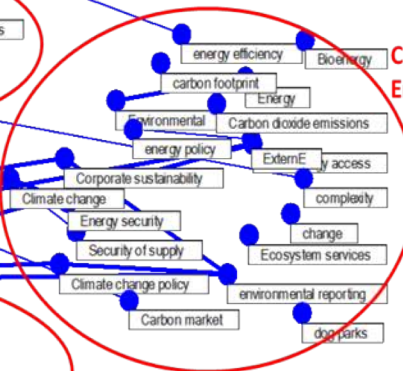 s
energy efficiency
Bioenergy
C
carbon footprint
E
Energy
Environmental
Carbon dioxide emissions
energy policy
ExternE
y access
Corporate sustainability
Climate change
complexity
Energy security
change
Security of supply
Ecosystem services
Climate change policy
environmental reporting
Carbon market
dog parks